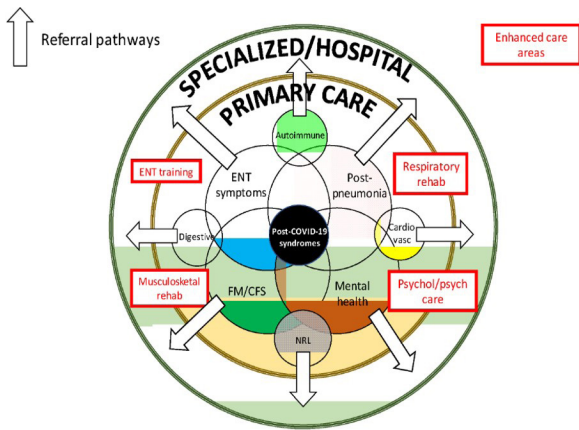 Referral pathways
Enhanced care
areas
SPECIALIZED/HOSPITAL
PRIMARY CARE
Autoimmune
ENT
symptoms
Post-
pneumonia
ENT training
Respiratory
rehab
Digestive
Post-COVID-19
syndromes
Cardio
vasc
Musculosketal
rehab
FM/CFS
Mental
health
Psychol/psych
care
NRL